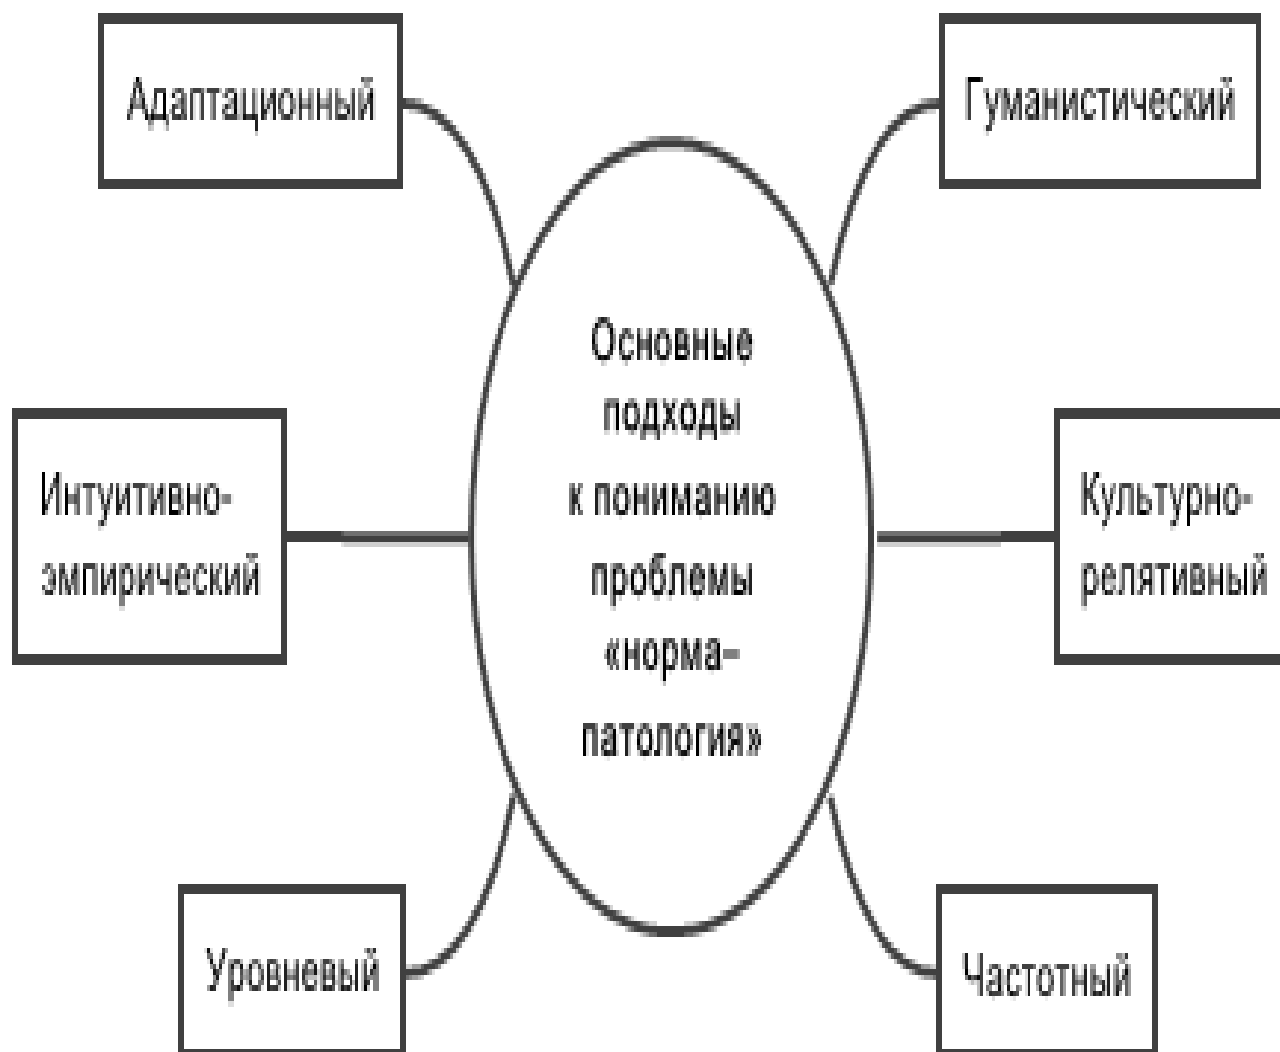 Адаптационный
Гуманистический
Основные
подходы
к пониманию
проблемы
«норма–
патология»
Интуитивно-
эмпирический
Культурно-
релятивный
Уровневый
Частотный